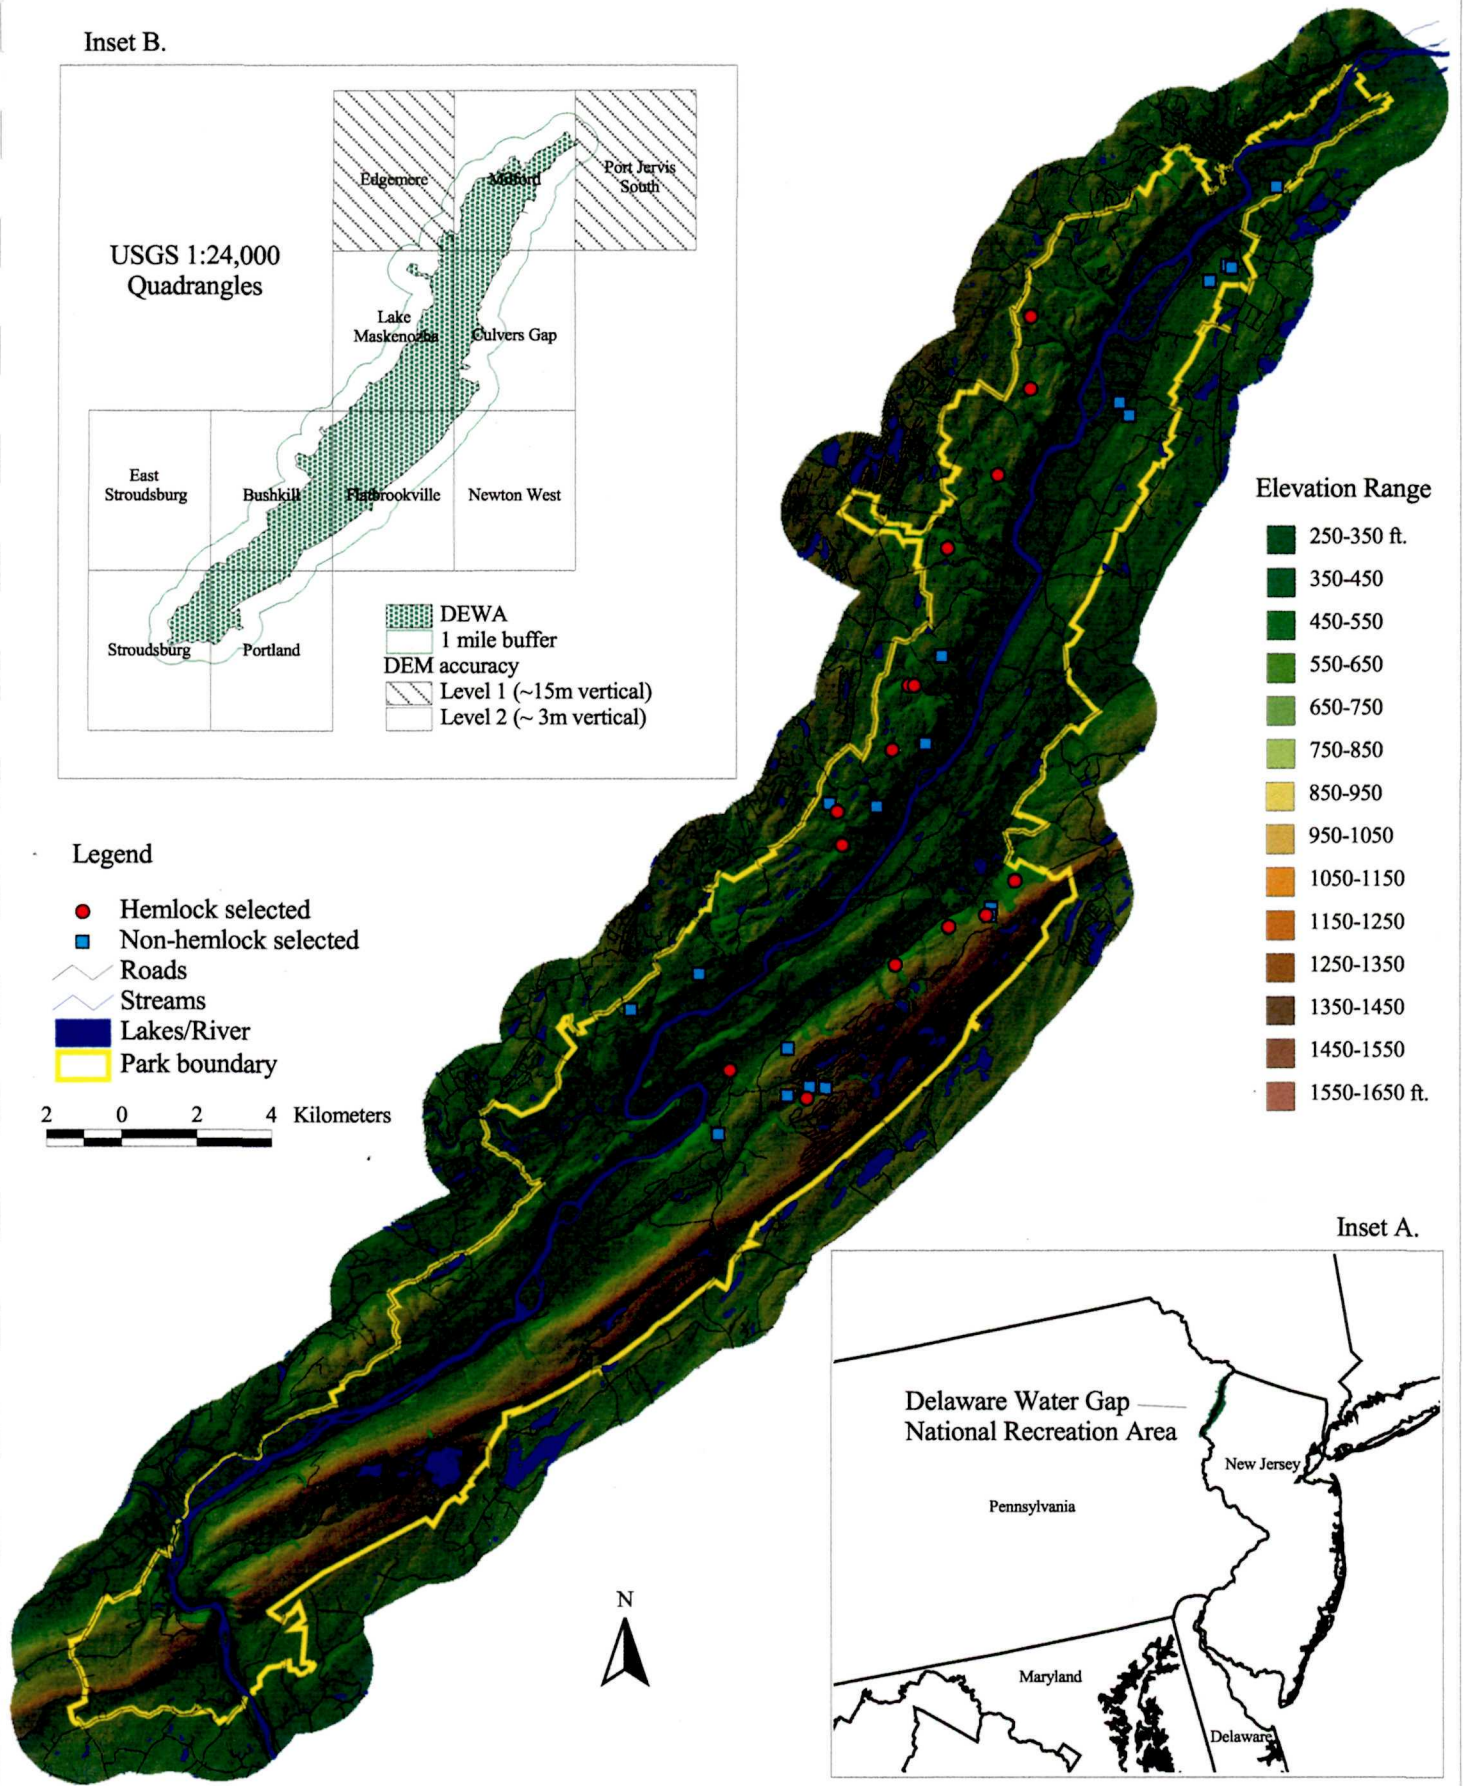 Inset B.
Edgemere
Milford
Port Jervis
South
USGS 1:24,000
Quadrangles
Lake
Maskenozha
Culvers Gap
East
Stroudsburg
Bushkill
Flatbrookville
Newton West
Stroudsburg
Portland
DEWA
1 mile buffer
DEM accuracy
Level 1 (~15m vertical)
Level 2 (~ 3m vertical)
Legend
Hemlock selected
Non-hemlock selected
Roads
Streams
Lakes/River
Park boundary
2 0 2 4 Kilometers
Elevation Range
250-350 ft.
350-450
450-550
550-650
650-750
750-850
850-950
950-1050
1050-1150
1150-1250
1250-1350
1350-1450
1450-1550
1550-1650 ft.
N
Inset A.
Delaware Water Gap
National Recreation Area
New Jersey
Pennsylvania
Maryland
Delaware